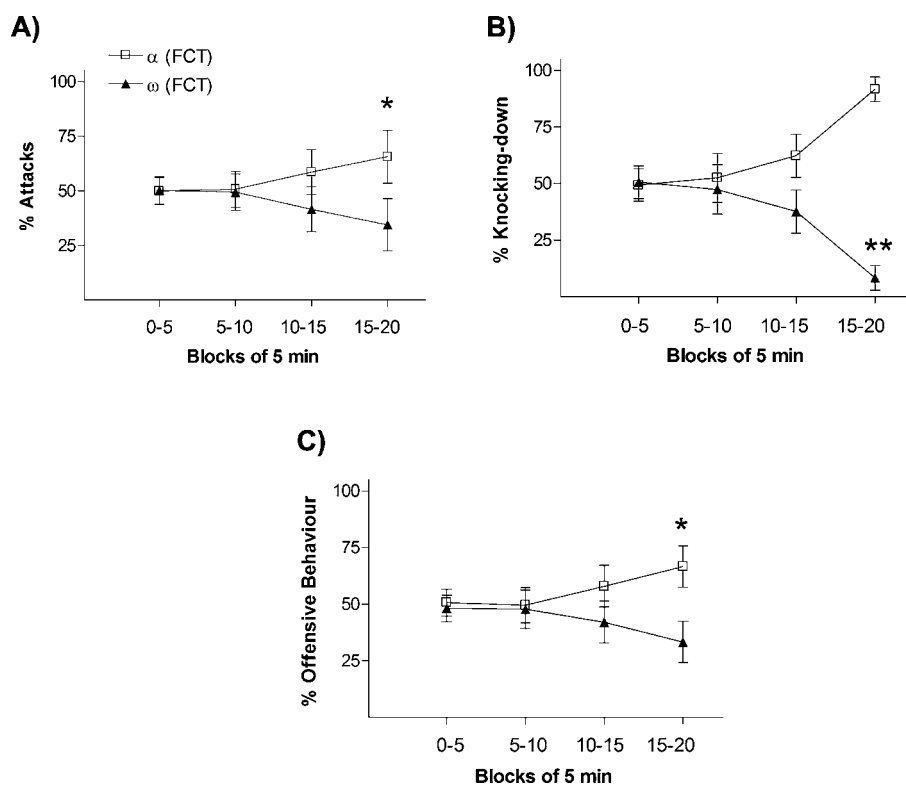 A)
α (FCT)
ω (FCT)
% Attacks
100
75
50
25
*
0-5 5-10 10-15 15-20
Blocks of 5 min
B)
% Knocking-down
100
75
50
25
**
0-5 5-10 10-15 15-20
Blocks of 5 min
C)
% Offensive Behaviour
100
75
50
25
*
0-5 5-10 10-15 15-20
Blocks of 5 min